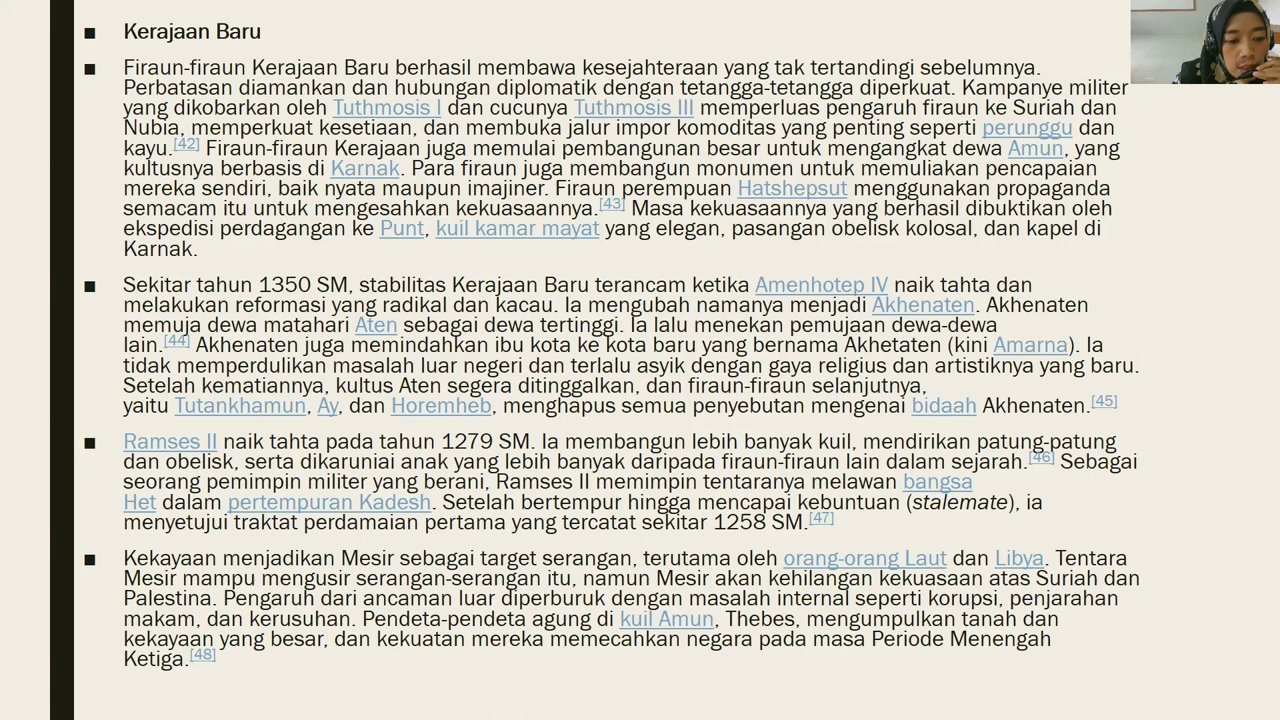 Kerajaan Baru
Firaun-firaun Kerajaan Baru berhasil membawa kesejahteraan yang tak tertandingi sebelumnya.
Perbatasan diamankan dan hubungan diplomatik dengan tetangga-tetangga diperkuat. Kampanye militer
yang dikobarkan oleh Tuthmosis I dan cucunya Tuthmosis III memperluas pengaruh firaun ke Suriah dan
Nubia, memperkuat kesetiaan, dan membuka jalur impor komoditas yang penting seperti perunggu dan
kayu.[42] Firaun-firaun Kerajaan juga memulai pembangunan besar untuk mengangkat dewa Amun, yang
kultusnya berbasis di Karnak. Para firaun juga membangun monumen untuk memuliakan pencapaian
mereka sendiri, baik nyata maupun imajiner. Firaun perempuan Hatshepsut menggunakan propaganda
semacam itu untuk mengesahkan kekuasaannya.[43] Masa kekuasaannya yang berhasil dibuktikan oleh
ekspedisi perdagangan ke Punt, kuil kamar mayat yang elegan, pasangan obelisk kolosal, dan kapel di
Karnak.
Sekitar tahun 1350 SM, stabilitas Kerajaan Baru terancam ketika Amenhotep IV naik tahta dan
melakukan reformasi yang radikal dan kacau. Ia mengubah namanya menjadi Akhenaten. Akhenaten
memuja dewa matahari Aten sebagai dewa tertinggi. Ia lalu menekan pemujaan dewa-dewa
lain.[44] Akhenaten juga memindahkan ibu kota ke kota baru yang bernama Akhetaten (kini Amarna). Ia
tidak memperdulikan masalah luar negeri dan terlalu asyik dengan gaya religius dan artistiknya yang baru.
Setelah kematiannya, kultus Aten segera ditinggalkan, dan firaun-firaun selanjutnya,
yaitu Tutankhamun, Ay, dan Horemheb, menghapus semua penyebutan mengenai bidaah Akhenaten.[45]
Ramses II naik tahta pada tahun 1279 SM. Ia membangun lebih banyak kuil, mendirikan patung-patung
dan obelisk, serta dikaruniai anak yang lebih banyak daripada firaun-firaun lain dalam sejarah.[46] Sebagai
seorang pemimpin militer yang berani, Ramses II memimpin tentaranya melawan bangsa
Het dalam pertempuran Kadesh. Setelah bertempur hingga mencapai kebuntuan (stalemate), ia
menyetujui traktat perdamaian pertama yang tercatat sekitar 1258 SM.[47]
Kekayaan menjadikan Mesir sebagai target serangan, terutama oleh orang-orang Laut dan Libya. Tentara
Mesir mampu mengusir serangan-serangan itu, namun Mesir akan kehilangan kekuasaan atas Suriah dan
Palestina. Pengaruh dari ancaman luar diperburuk dengan masalah internal seperti korupsi, penjarahan
makam, dan kerusuhan. Pendeta-pendeta agung di kuil Amun, Thebes, mengumpulkan tanah dan
kekayaan yang besar, dan kekuatan mereka memecahkan negara pada masa Periode Menengah
Ketiga.[48]